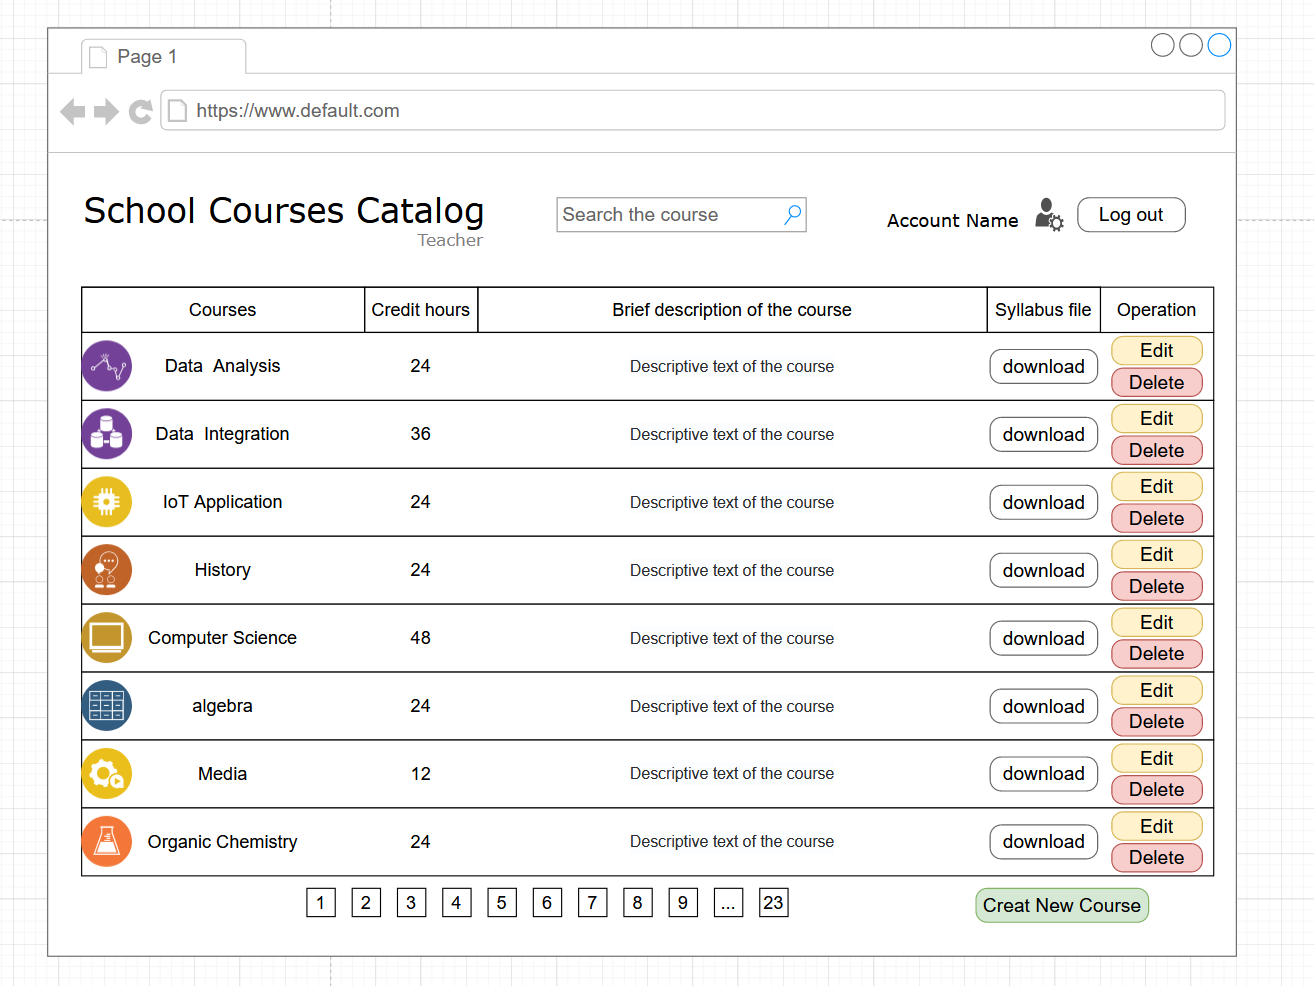 Page 1
https://www.default.com
School Courses Catalog
Teacher
Search the course
Account Name
Log out
Courses Credit hours Brief description of the course Syllabus file Operation
Data Analysis 24 Descriptive text of the course download Edit
Delete
Data Integration 36 Descriptive text of the course download Edit
Delete
IoT Application 24 Descriptive text of the course download Edit
Delete
History 24 Descriptive text of the course download Edit
Delete
Computer Science 48 Descriptive text of the course download Edit
Delete
algebra 24 Descriptive text of the course download Edit
Delete
Media 12 Descriptive text of the course download Edit
Delete
Organic Chemistry 24 Descriptive text of the course download Edit
Delete
1 2 3 4 5 6 7 8 9 ... 23
Creat New Course